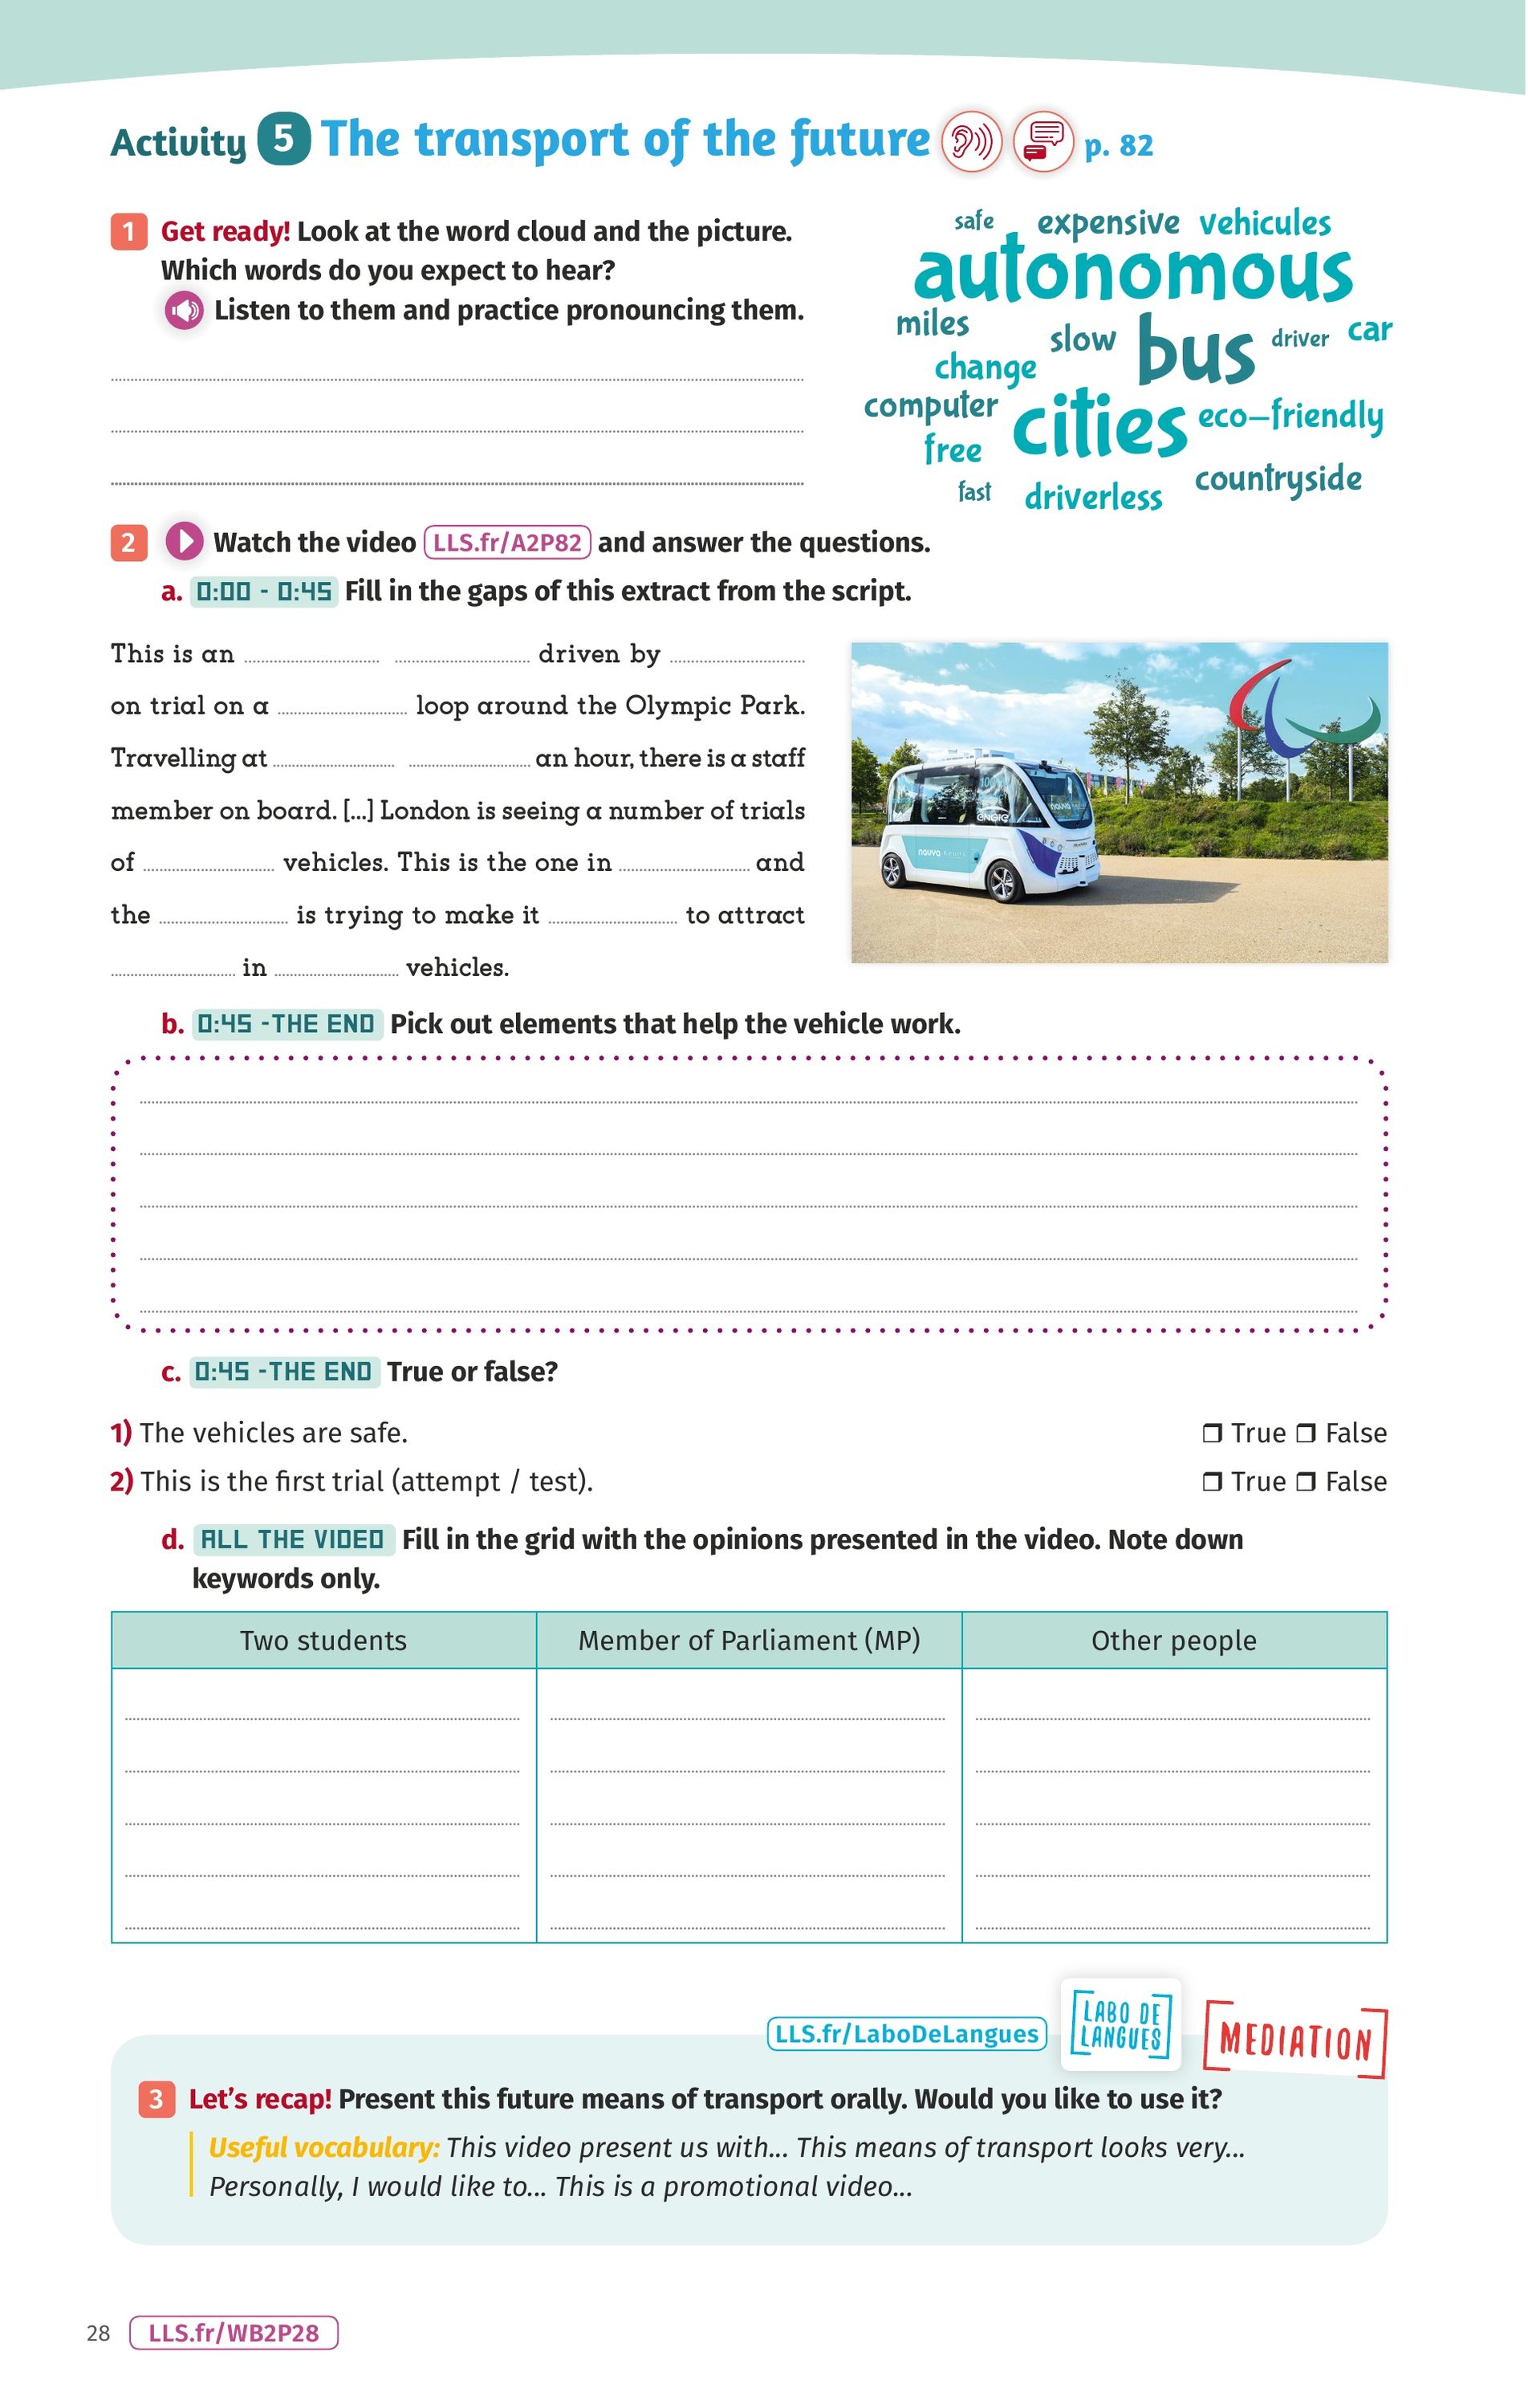 Activity 5 The transport of the future p. 82
1 Get ready! Look at the word cloud and the picture.
Which words do you expect to hear?
Listen to them and practice pronouncing them.
safe expensive vehicules
autonomous
miles slow bus driver car
change
computer cities eco-friendly
free
fast driverless countryside
2 Watch the video LLS.fr/A2P82 and answer the questions.
a. 0:00 - 0:45 Fill in the gaps of this extract from the script.
This is an ........ ........ driven by ........
on trial on a ........ loop around the Olympic Park.
Travelling at ........ ........ an hour, there is a staff
member on board. [...] London is seeing a number of trials
of ........ vehicles. This is the one in ........ and
the ........ is trying to make it ........ to attract
........ in ........ vehicles.
navya
ENGIE
b. 0:45 -THE END Pick out elements that help the vehicle work.
c. 0:45 -THE END True or false?
1) The vehicles are safe. ❒ True ❒ False
2) This is the first trial (attempt / test). ❒ True ❒ False
d. ALL THE VIDEO Fill in the grid with the opinions presented in the video. Note down
keywords only.
Two students Member of Parliament (MP) Other people
LLS.fr/LaboDeLangues
LABO DE
LANGUES
MEDIATION
3 Let's recap! Present this future means of transport orally. Would you like to use it?
Useful vocabulary: This video present us with... This means of transport looks very...
Personally, I would like to... This is a promotional video...
28 LLS.fr/WB2P28